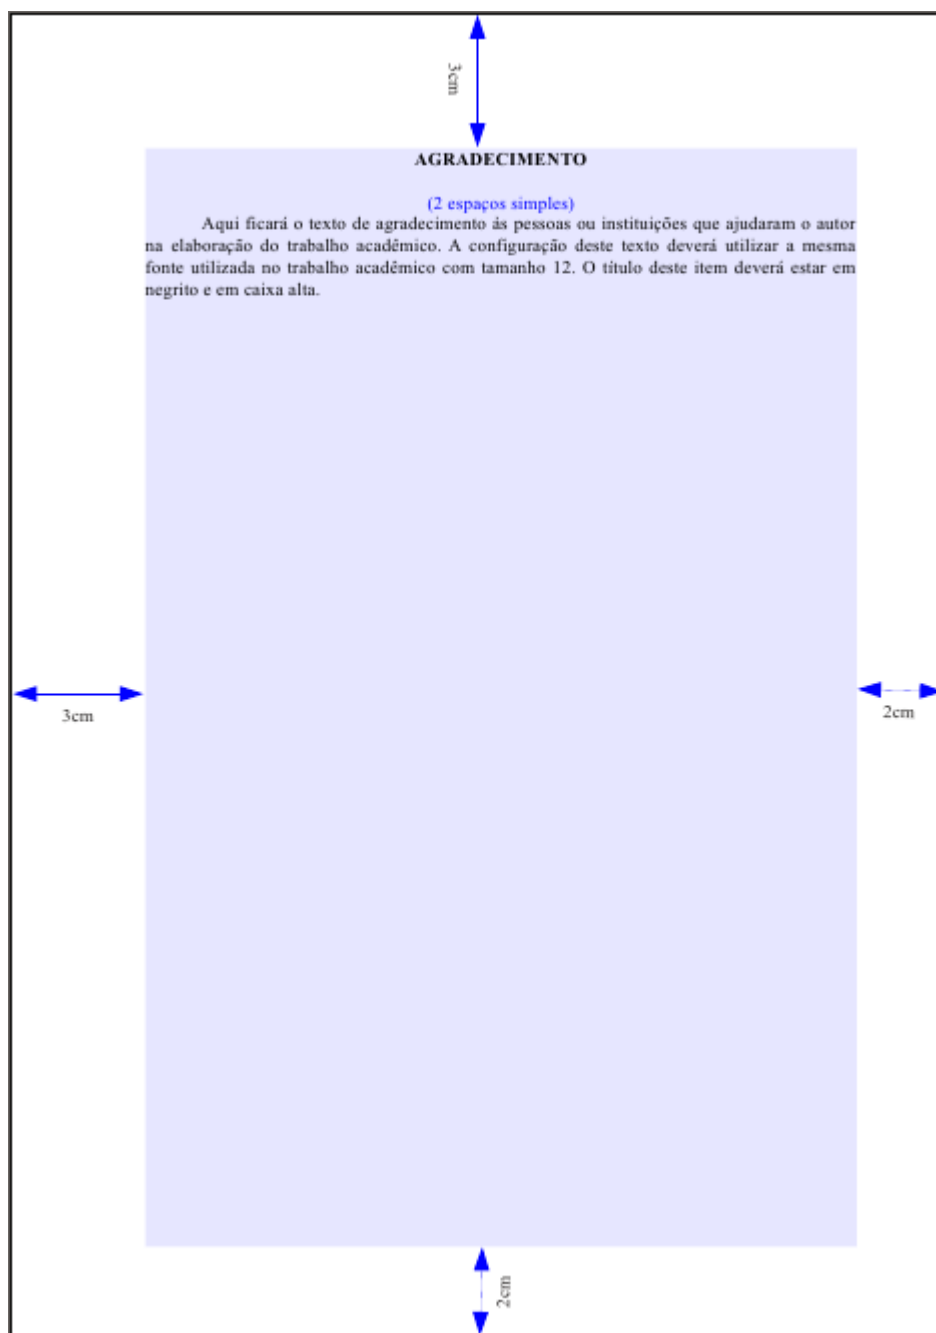 3cm
AGRADECIMENTO
(2 espaços simples)
Aqui ficará o texto de agradecimento ás pessoas ou instituições que ajudaram o autor
na elaboração do trabalho acadêmico. A configuração deste texto deverá utilizar a mesma
fonte utilizada no trabalho acadêmico com tamanho 12. O título deste item deverá estar em
negrito e em caixa alta.
3cm
2cm
2cm